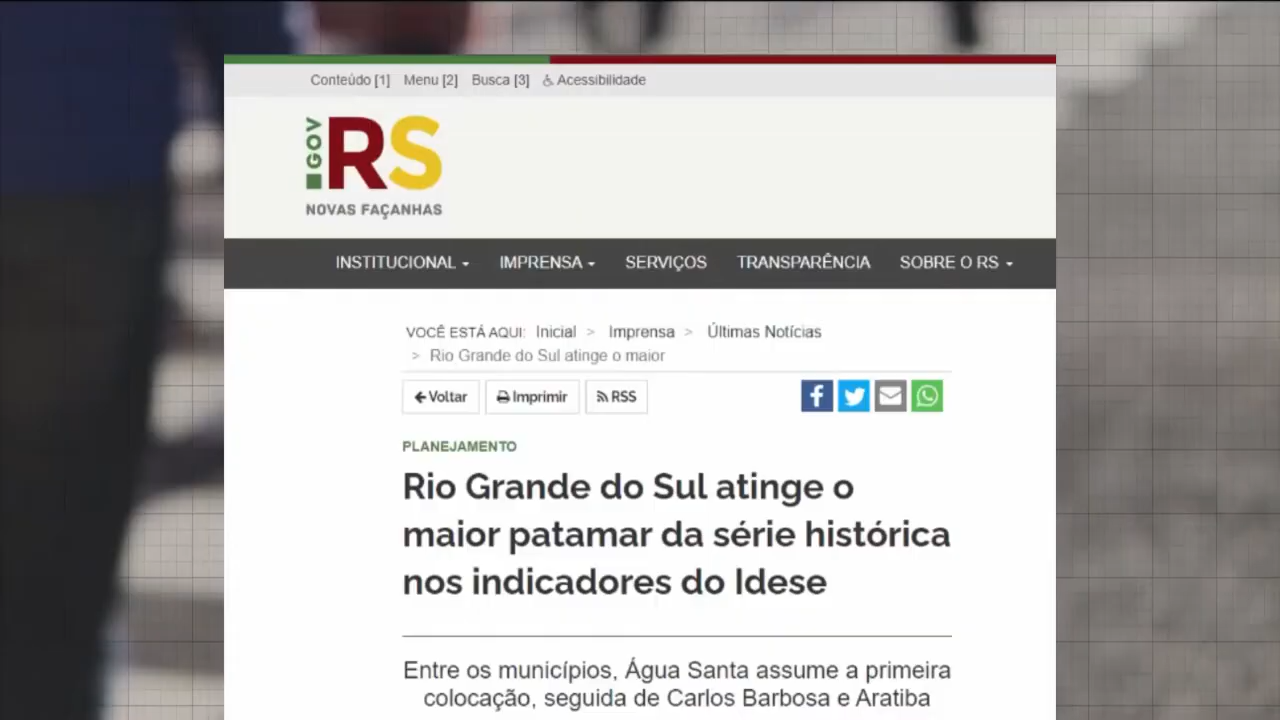 Conteúdo [1] Menu [2] Busca [3] Acessibilidade
GOV
RS
NOVAS FAÇANHAS
INSTITUCIONAL IMPRENSA SERVIÇOS TRANSPARÊNCIA SOBRE O RS
VOCÊ ESTÁ AQUI: Inicial > Imprensa > Últimas Notícias
> Rio Grande do Sul atinge o maior
Voltar Imprimir RSS
PLANEJAMENTO
Rio Grande do Sul atinge o
maior patamar da série histórica
nos indicadores do Idese
Entre os municípios, Água Santa assume a primeira
colocação, seguida de Carlos Barbosa e Aratiba